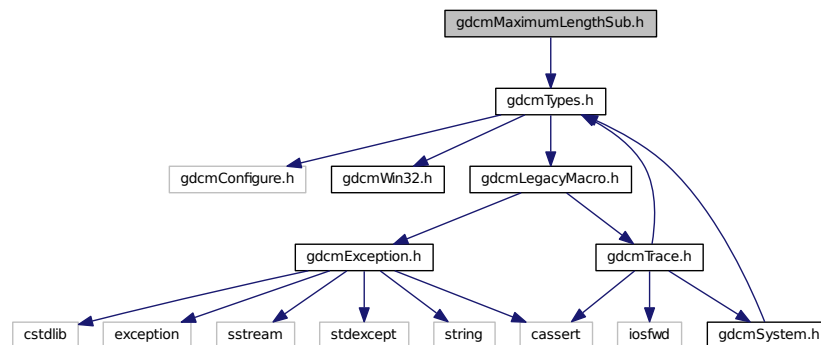 gdcmMaximumLengthSub.h
gdcmTypes.h
gdcmConfigure.h
gdcmWin32.h
gdcmLegacyMacro.h
gdcmException.h
gdcmTrace.h
cstdlib
exception
sstream
stdexcept
string
cassert
iosfwd
gdcmSystem.h